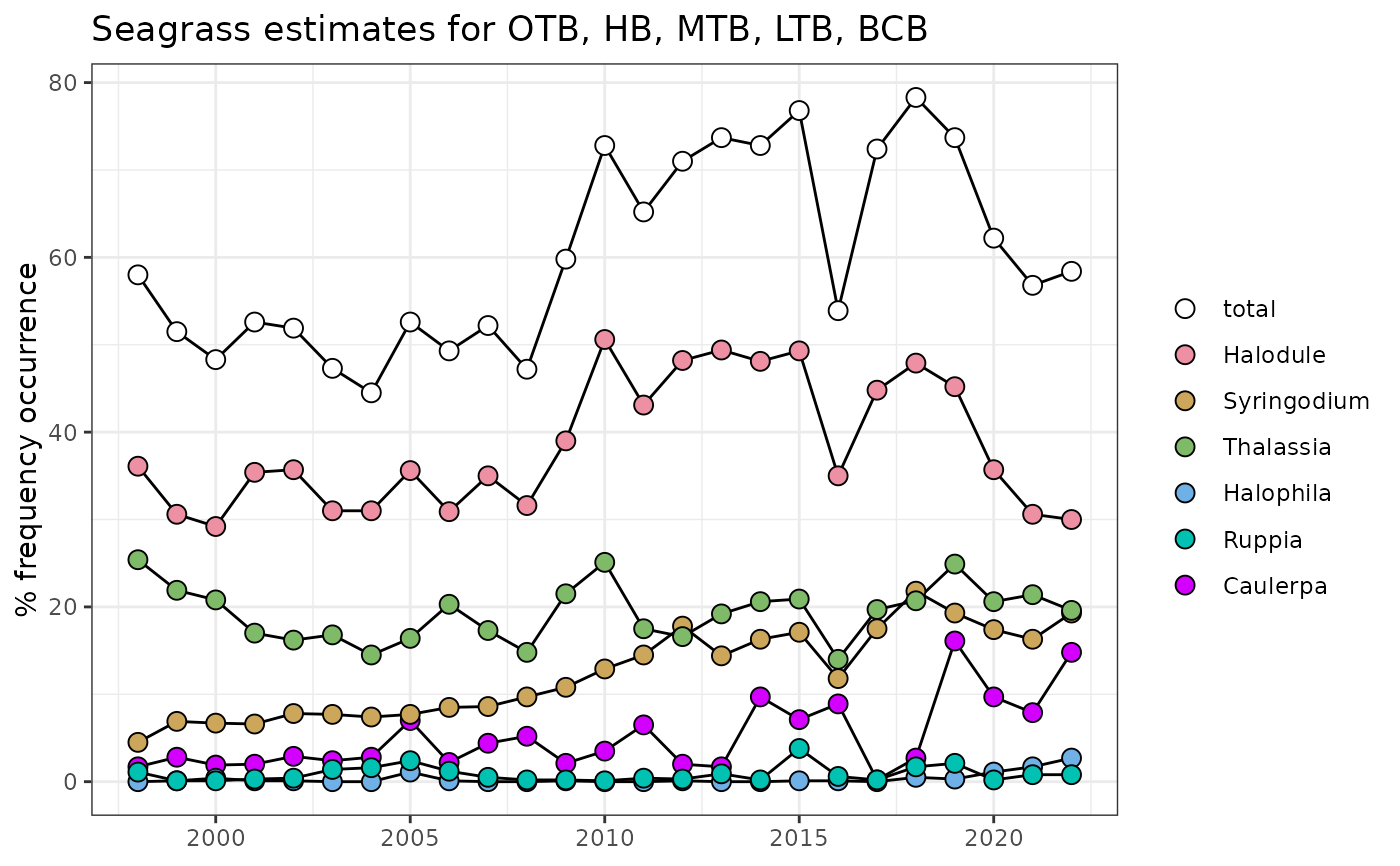 Seagrass estimates for OTB, HB, MTB, LTB, BCB
% frequency occurrence
80
60
40
20
0
2000
2005
2010
2015
2020
total
Halodule
Syringodium
Thalassia
Halophila
Ruppia
Caulerpa